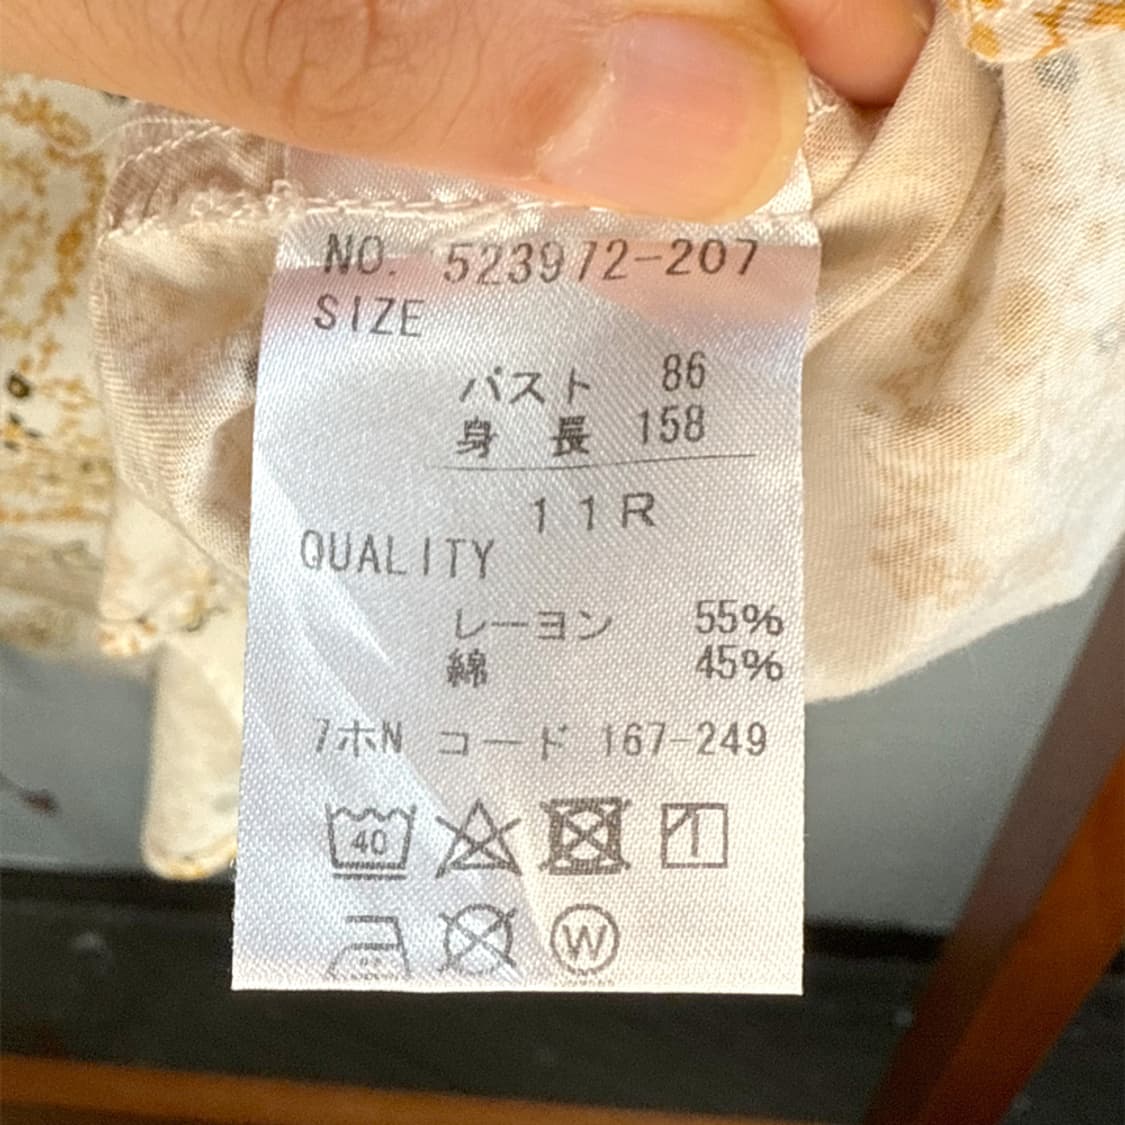 NO. 523972-207
SIZE
バスト 86
身長 158
11R
QUALITY
レーヨン 55%
綿 45%
7ホN コード 167-249
40
W